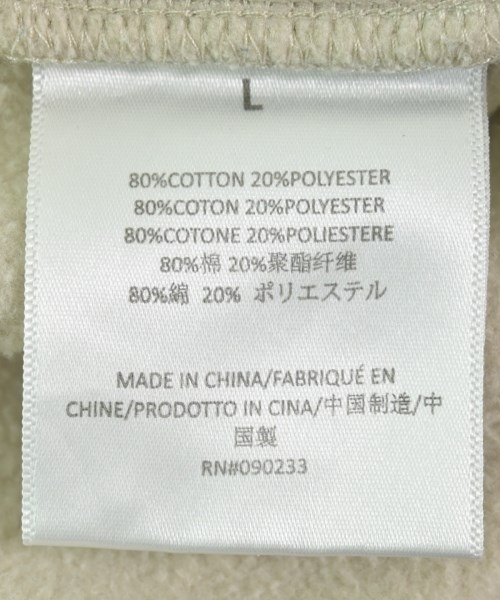 L
80%COTTON 20%POLYESTER
80%COTON 20%POLYESTER
80%COTONE 20%POLIESTERE
80%棉 20%聚酯纤维
80%綿 20% ポリエステル
MADE IN CHINA/FABRIQUÉ EN
CHINE/PRODOTTO IN CINA/中国制造/中
国製
RN#090233